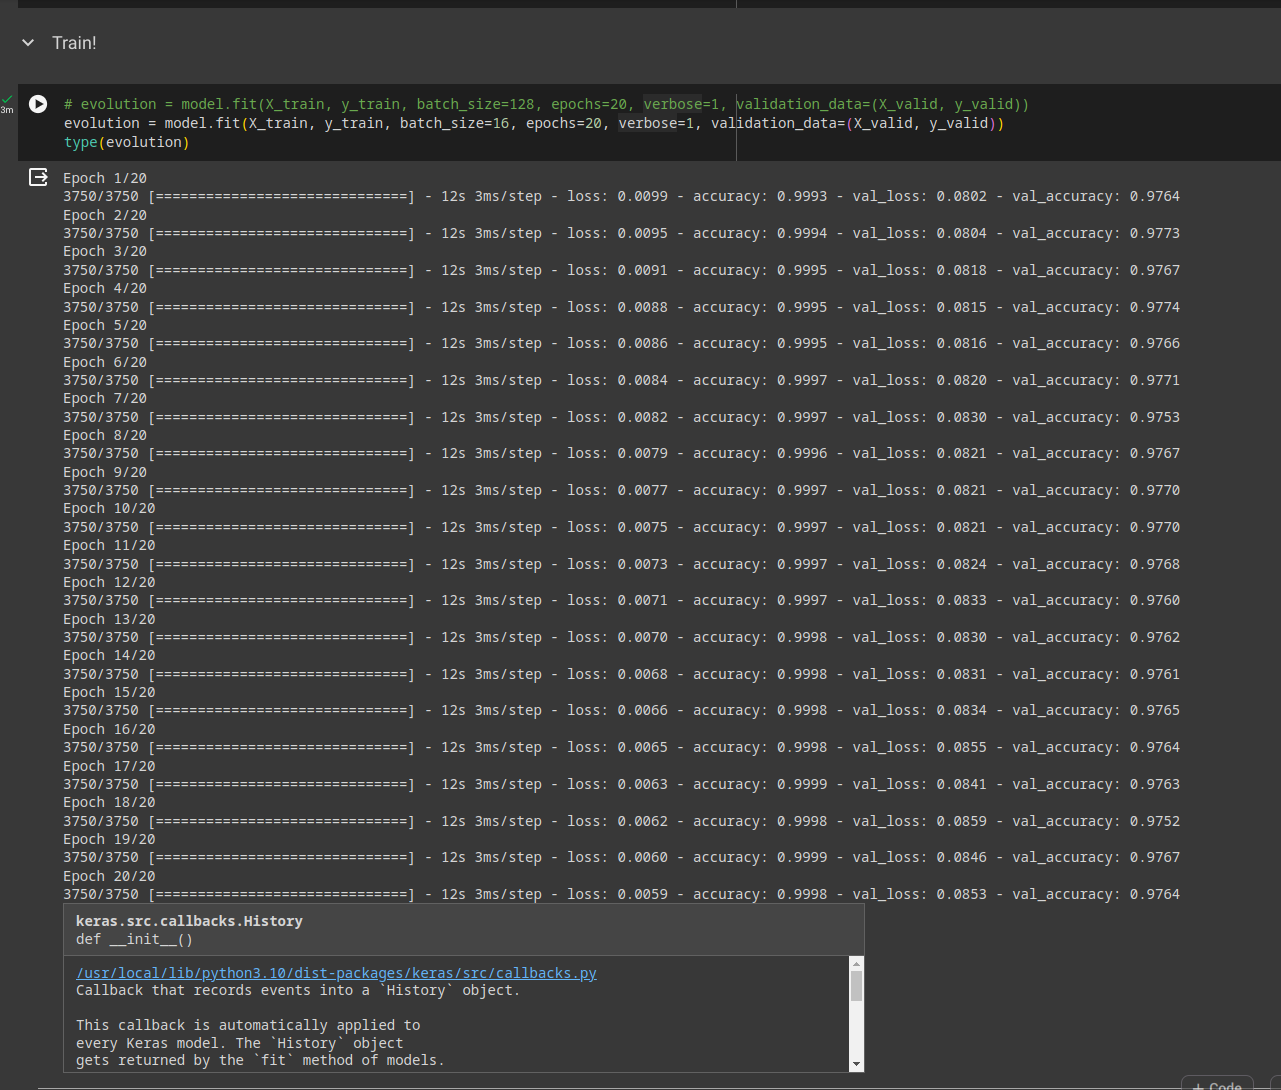 Train!
3m
# evolution = model.fit(X_train, y_train, batch_size=128, epochs=20, verbose=1, validation_data=(X_valid, y_valid))
evolution = model.fit(X_train, y_train, batch_size=16, epochs=20, verbose=1, validation_data=(X_valid, y_valid))
type(evolution)
Epoch 1/20
3750/3750 [==============================] - 12s 3ms/step - loss: 0.0099 - accuracy: 0.9993 - val_loss: 0.0802 - val_accuracy: 0.9764
Epoch 2/20
3750/3750 [==============================] - 12s 3ms/step - loss: 0.0095 - accuracy: 0.9994 - val_loss: 0.0804 - val_accuracy: 0.9773
Epoch 3/20
3750/3750 [==============================] - 12s 3ms/step - loss: 0.0091 - accuracy: 0.9995 - val_loss: 0.0818 - val_accuracy: 0.9767
Epoch 4/20
3750/3750 [==============================] - 12s 3ms/step - loss: 0.0088 - accuracy: 0.9995 - val_loss: 0.0815 - val_accuracy: 0.9774
Epoch 5/20
3750/3750 [==============================] - 12s 3ms/step - loss: 0.0086 - accuracy: 0.9995 - val_loss: 0.0816 - val_accuracy: 0.9766
Epoch 6/20
3750/3750 [==============================] - 12s 3ms/step - loss: 0.0084 - accuracy: 0.9997 - val_loss: 0.0820 - val_accuracy: 0.9771
Epoch 7/20
3750/3750 [==============================] - 12s 3ms/step - loss: 0.0082 - accuracy: 0.9997 - val_loss: 0.0830 - val_accuracy: 0.9753
Epoch 8/20
3750/3750 [==============================] - 12s 3ms/step - loss: 0.0079 - accuracy: 0.9996 - val_loss: 0.0821 - val_accuracy: 0.9767
Epoch 9/20
3750/3750 [==============================] - 12s 3ms/step - loss: 0.0077 - accuracy: 0.9997 - val_loss: 0.0821 - val_accuracy: 0.9770
Epoch 10/20
3750/3750 [==============================] - 12s 3ms/step - loss: 0.0075 - accuracy: 0.9997 - val_loss: 0.0821 - val_accuracy: 0.9770
Epoch 11/20
3750/3750 [==============================] - 12s 3ms/step - loss: 0.0073 - accuracy: 0.9997 - val_loss: 0.0824 - val_accuracy: 0.9768
Epoch 12/20
3750/3750 [==============================] - 12s 3ms/step - loss: 0.0071 - accuracy: 0.9997 - val_loss: 0.0833 - val_accuracy: 0.9760
Epoch 13/20
3750/3750 [==============================] - 12s 3ms/step - loss: 0.0070 - accuracy: 0.9998 - val_loss: 0.0830 - val_accuracy: 0.9762
Epoch 14/20
3750/3750 [==============================] - 12s 3ms/step - loss: 0.0068 - accuracy: 0.9998 - val_loss: 0.0831 - val_accuracy: 0.9761
Epoch 15/20
3750/3750 [==============================] - 12s 3ms/step - loss: 0.0066 - accuracy: 0.9998 - val_loss: 0.0834 - val_accuracy: 0.9765
Epoch 16/20
3750/3750 [==============================] - 12s 3ms/step - loss: 0.0065 - accuracy: 0.9998 - val_loss: 0.0855 - val_accuracy: 0.9764
Epoch 17/20
3750/3750 [==============================] - 12s 3ms/step - loss: 0.0063 - accuracy: 0.9999 - val_loss: 0.0841 - val_accuracy: 0.9763
Epoch 18/20
3750/3750 [==============================] - 12s 3ms/step - loss: 0.0062 - accuracy: 0.9998 - val_loss: 0.0859 - val_accuracy: 0.9752
Epoch 19/20
3750/3750 [==============================] - 12s 3ms/step - loss: 0.0060 - accuracy: 0.9999 - val_loss: 0.0846 - val_accuracy: 0.9767
Epoch 20/20
3750/3750 [==============================] - 12s 3ms/step - loss: 0.0059 - accuracy: 0.9998 - val_loss: 0.0853 - val_accuracy: 0.9764
keras.src.callbacks.History
def __init__()
/usr/local/lib/python3.10/dist-packages/keras/src/callbacks.py
Callback that records events into a `History` object.
This callback is automatically applied to
every Keras model. The `History` object
gets returned by the `fit` method of models.
+ Code